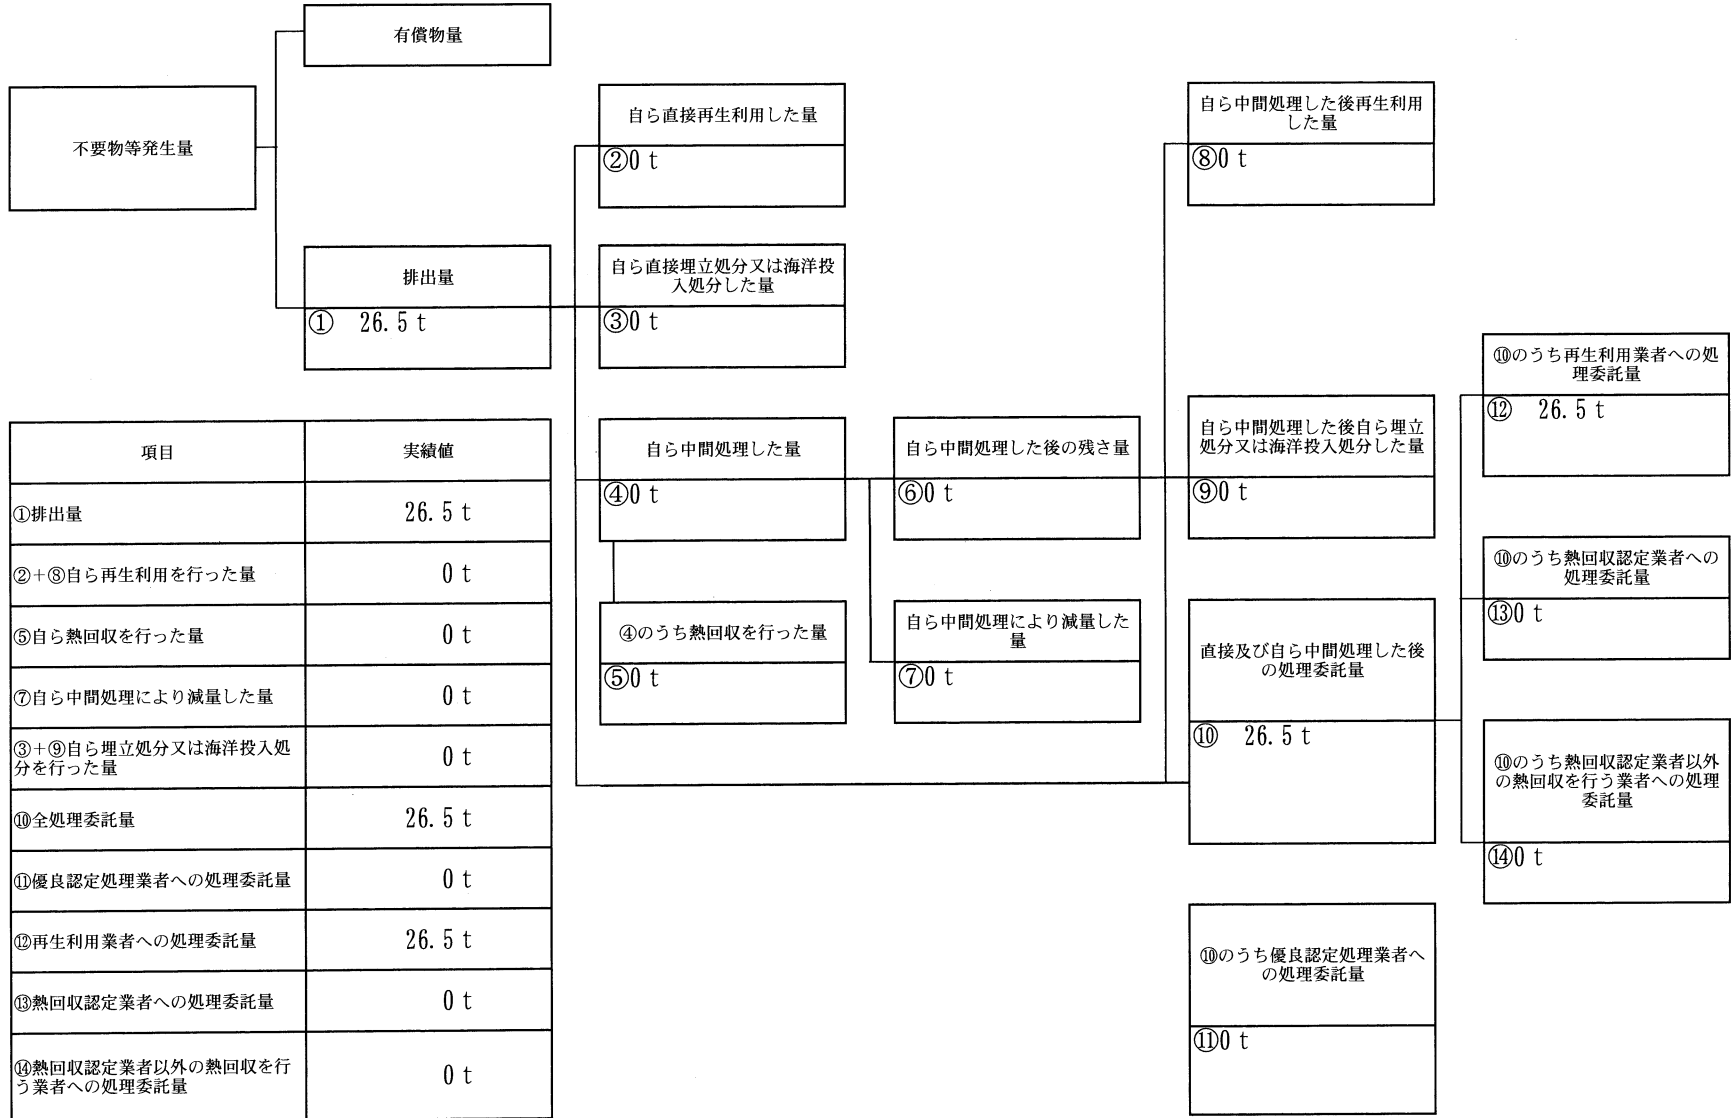 有償物量
不要物等発生量
排出量
① 26.5 t
自ら直接再生利用した量
②0 t
自ら直接埋立処分又は海洋投
入処分した量
③0 t
自ら中間処理した量
④0 t
④のうち熱回収を行った量
⑤0 t
自ら中間処理した後の残さ量
⑥0 t
自ら中間処理により減量した
量
⑦0 t
自ら中間処理した後再生利用
した量
⑧0 t
自ら中間処理した後自ら埋立
処分又は海洋投入処分した量
⑨0 t
直接及び自ら中間処理した後
の処理委託量
⑩ 26.5 t
⑩のうち優良認定処理業者へ
の処理委託量
⑪0 t
⑩のうち再生利用業者への処
理委託量
⑫ 26.5 t
⑩のうち熱回収認定業者への
処理委託量
⑬0 t
⑩のうち熱回収認定業者以外
の熱回収を行う業者への処理
委託量
⑭0 t
項目 実績値
①排出量 26.5 t
②+⑧自ら再生利用を行った量 0 t
⑤自ら熱回収を行った量 0 t
⑦自ら中間処理により減量した量 0 t
③+⑨自ら埋立処分又は海洋投入処
分を行った量 0 t
⑩全処理委託量 26.5 t
⑪優良認定処理業者への処理委託量 0 t
⑫再生利用業者への処理委託量 26.5 t
⑬熱回収認定業者への処理委託量 0 t
⑭熱回収認定業者以外の熱回収を行
う業者への処理委託量 0 t